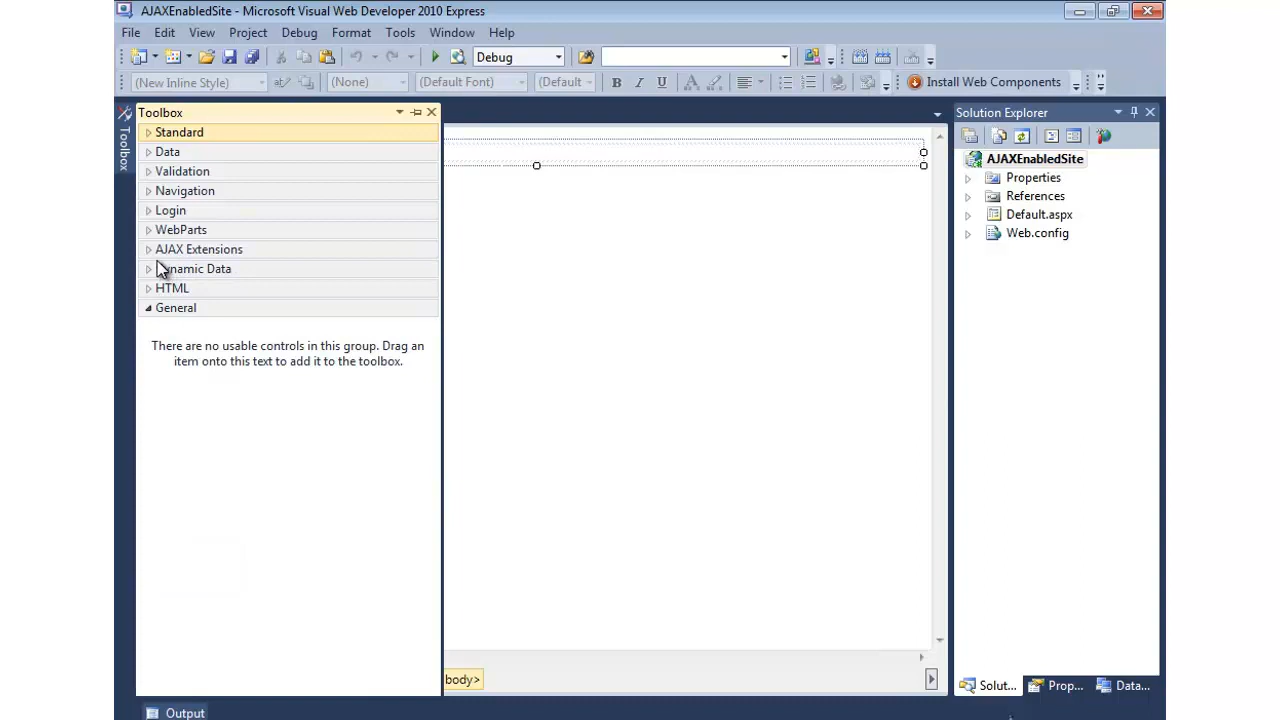 AJAXEnabledSite - Microsoft Visual Web Developer 2010 Express
File Edit View Project Debug Format Tools Window Help
Debug
(New Inline Style) (None) (Default Font) (Default B I U A Install Web Components
Toolbox
Toolbox
Standard
Data
Validation
Navigation
Login
WebParts
AJAX Extensions
namic Data
HTML
General
There are no usable controls in this group. Drag an
item onto this text to add it to the toolbox.
body>
Solution Explorer
AJAXEnabledSite
Properties
References
Default.aspx
Web.config
Solut... Prop... Data...
Output